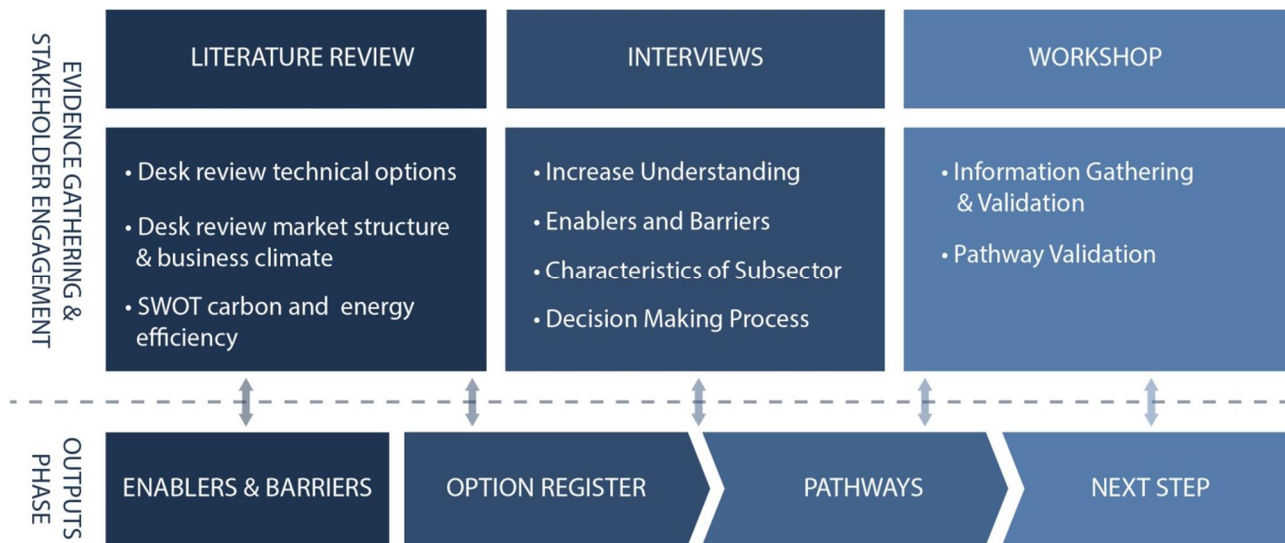 EVIDENCE GATHERING &
STAKEHOLDER ENGAGEMENT
LITERATURE REVIEW
INTERVIEWS
WORKSHOP
• Desk review technical options
• Desk review market structure
& business climate
• SWOT carbon and energy
efficiency
• Increase Understanding
• Enablers and Barriers
• Characteristics of Subsector
• Decision Making Process
• Information Gathering
& Validation
• Pathway Validation
OUTPUTS
PHASE
ENABLERS & BARRIERS
OPTION REGISTER
PATHWAYS
NEXT STEP